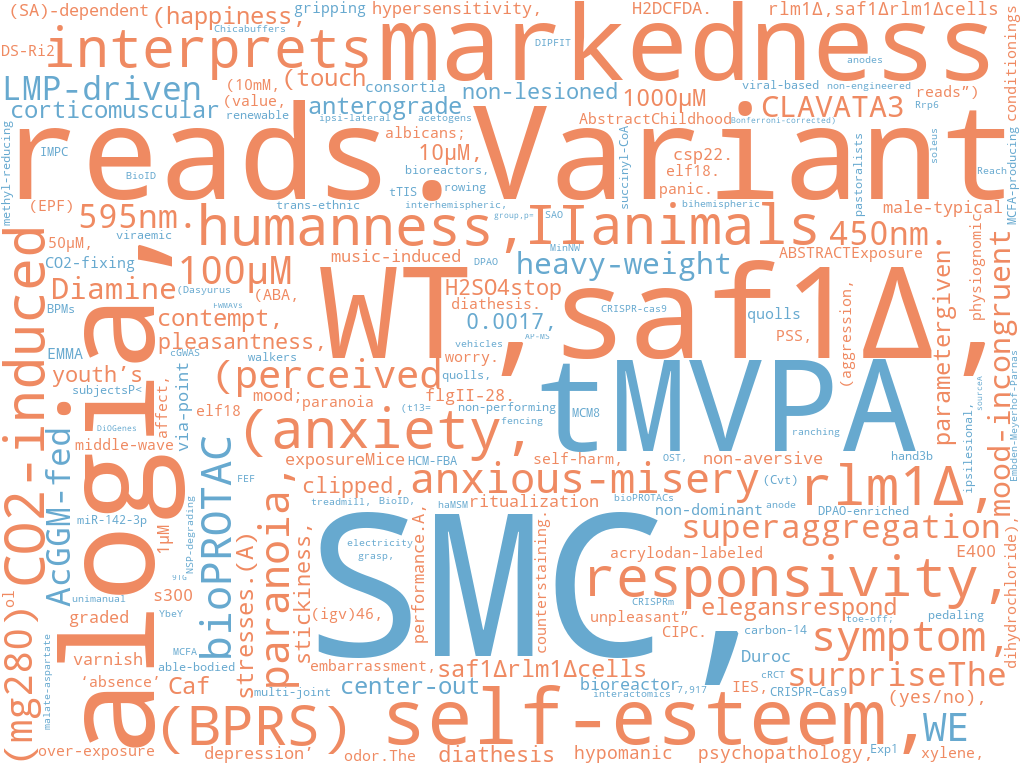 (SA)-dependent
(happiness,
gripping
hypersensitivity,
H2DCFDA.
rlm1Δ,saf1Δrlm1Δcells
Chicabuffers
DS-Ri2
interprets
markedness
DIPFIT
anodes
conditionings
LMP-driven
(10mM,
(touch
consortia
non-lesioned
1000μM
viral-based
non-engineered
reads”)
corticomuscular
(value,
anterograde
CLAVATA3
Rrp6
renewable
ipsi-lateral
acetogens
AbstractChildhood
Bonferroni-corrected)
methyl-reducing
reads.Variant
albicans;
IMPC
10μM,
csp22.
elf18.
panic.
succinyl-CoA
pastoralists
soleus
Reach
MCFA-producing
BioID
bioreactors,
tTIS
rowing
(EPF)
595nm.
trans-ethnic
interhemispheric,
group,p=
SAO
bihemispheric
male-typical
viraemic
humanness,
IIanimals
450nm.
50μM,
music-induced
MinNW
ABSTRACTExposure
physiognomic,
CO2-fixing
100μM
DPAO
heavy-weight
Diamine
(Dasyurus
(ABA,
H2SO4stop
BPMs
FWMAVs
diathesis.
CRISPR-cas9
quolls
contempt,
WT,saf1Δ,
0.0017,
PSS,
parametergiven
mood-incongruent
EMMA
cGWAS
pleasantness,
vehicles
AP-MS
walkers
worry.
(aggression,
youth’s
subjectsP<
via-point
affect,
(perceived
quolls,
tMVPA
sourceA
Embden-Meyerhof-Parnas
mood;
paranoia
flgII-28.
elf18
(t13=
non-performing
MCM8
DiOGenes
fencing
ranching
CO2-induced
alogia,
AcGGM-fed
middle-wave
(anxiety,
exposureMice
HCM-FBA
self-harm,
OST,
non-aversive
hand3b
ipsilesional,
FEF
bioPROTAC
clipped,
anxious-misery
(Cvt)
rlm1Δ,
treadmill,
BioID,
haMSM
ritualization
bioPROTACs
anode
DPAO-enriched
miR-142-3p
1μM
NSP-degrading
paranoia,
stickiness,
SMC,
non-dominant
superaggregation
electricity
grasp,
performance.A,
countertestaining.
acrylodan-labeled
E400
(mg280)
ol
stresses.(A)
responsivity,
unimanual
s300
CRISPRm
elegansrespond
toe-off;
pedaling
graded
YbeY
(igv)46,
unpleasant”
CIPC.
carbon-14
symptom
dihydrochloride),
malate-aspartate
varnish
MCFA
able-bodied
embarrassment,
saf1Δrlm1Δcells
Duroc
‘absence’
Caf
multi-joint
center-out
bioreactor
interactomics
7,917
IES,
cRCT
CRISPR-Cas9
surpriseThe
(yes/no),
(BPRS)
self-esteem,
WE
over-exposure
depression’
odor.The
diathesis
hypomanic
psychopathology,
Exp1
xylene,